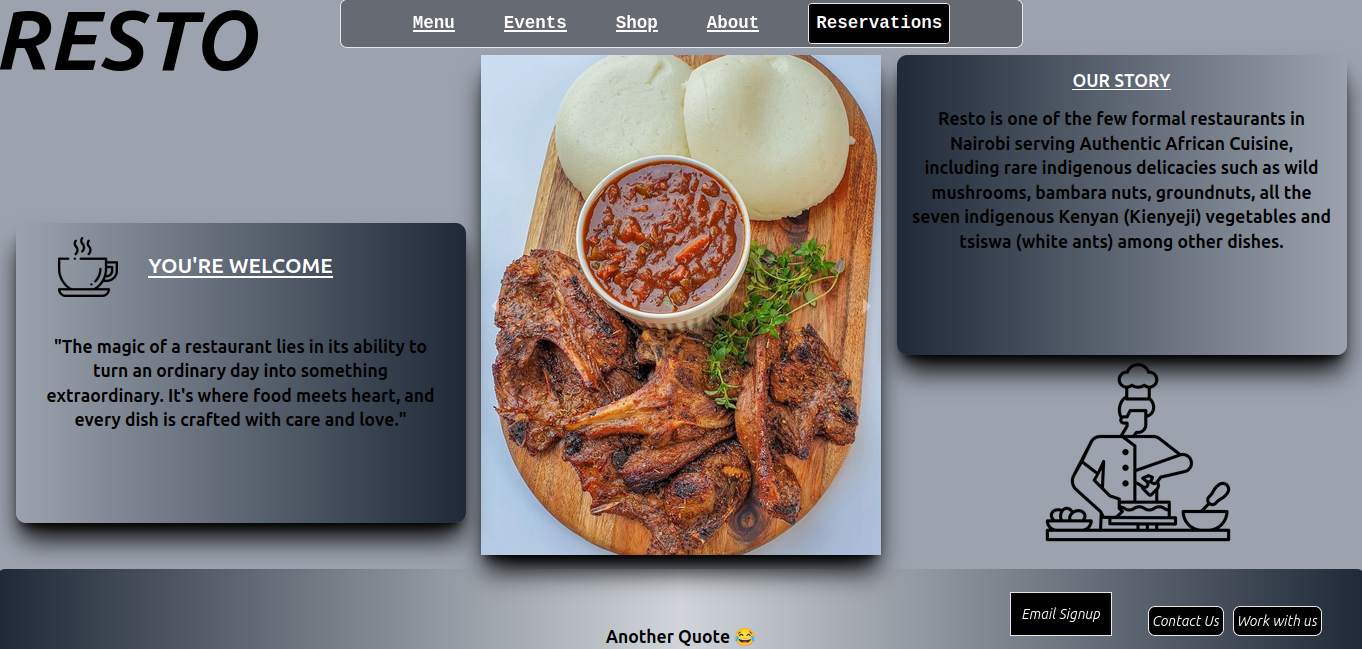 RESTO
Menu Events Shop About Reservations
OUR STORY
Resto is one of the few formal restaurants in
Nairobi serving Authentic African Cuisine,
including rare indigenous delicacies such as wild
mushrooms, bambara nuts, groundnuts, all the
seven indigenous Kenyan (Kienyeji) vegetables and
tsiswa (white ants) among other dishes.
YOU'RE WELCOME
"The magic of a restaurant lies in its ability to
turn an ordinary day into something
extraordinary. It's where food meets heart, and
every dish is crafted with care and love."
Another Quote 😂
Email Signup
Contact Us
Work with us